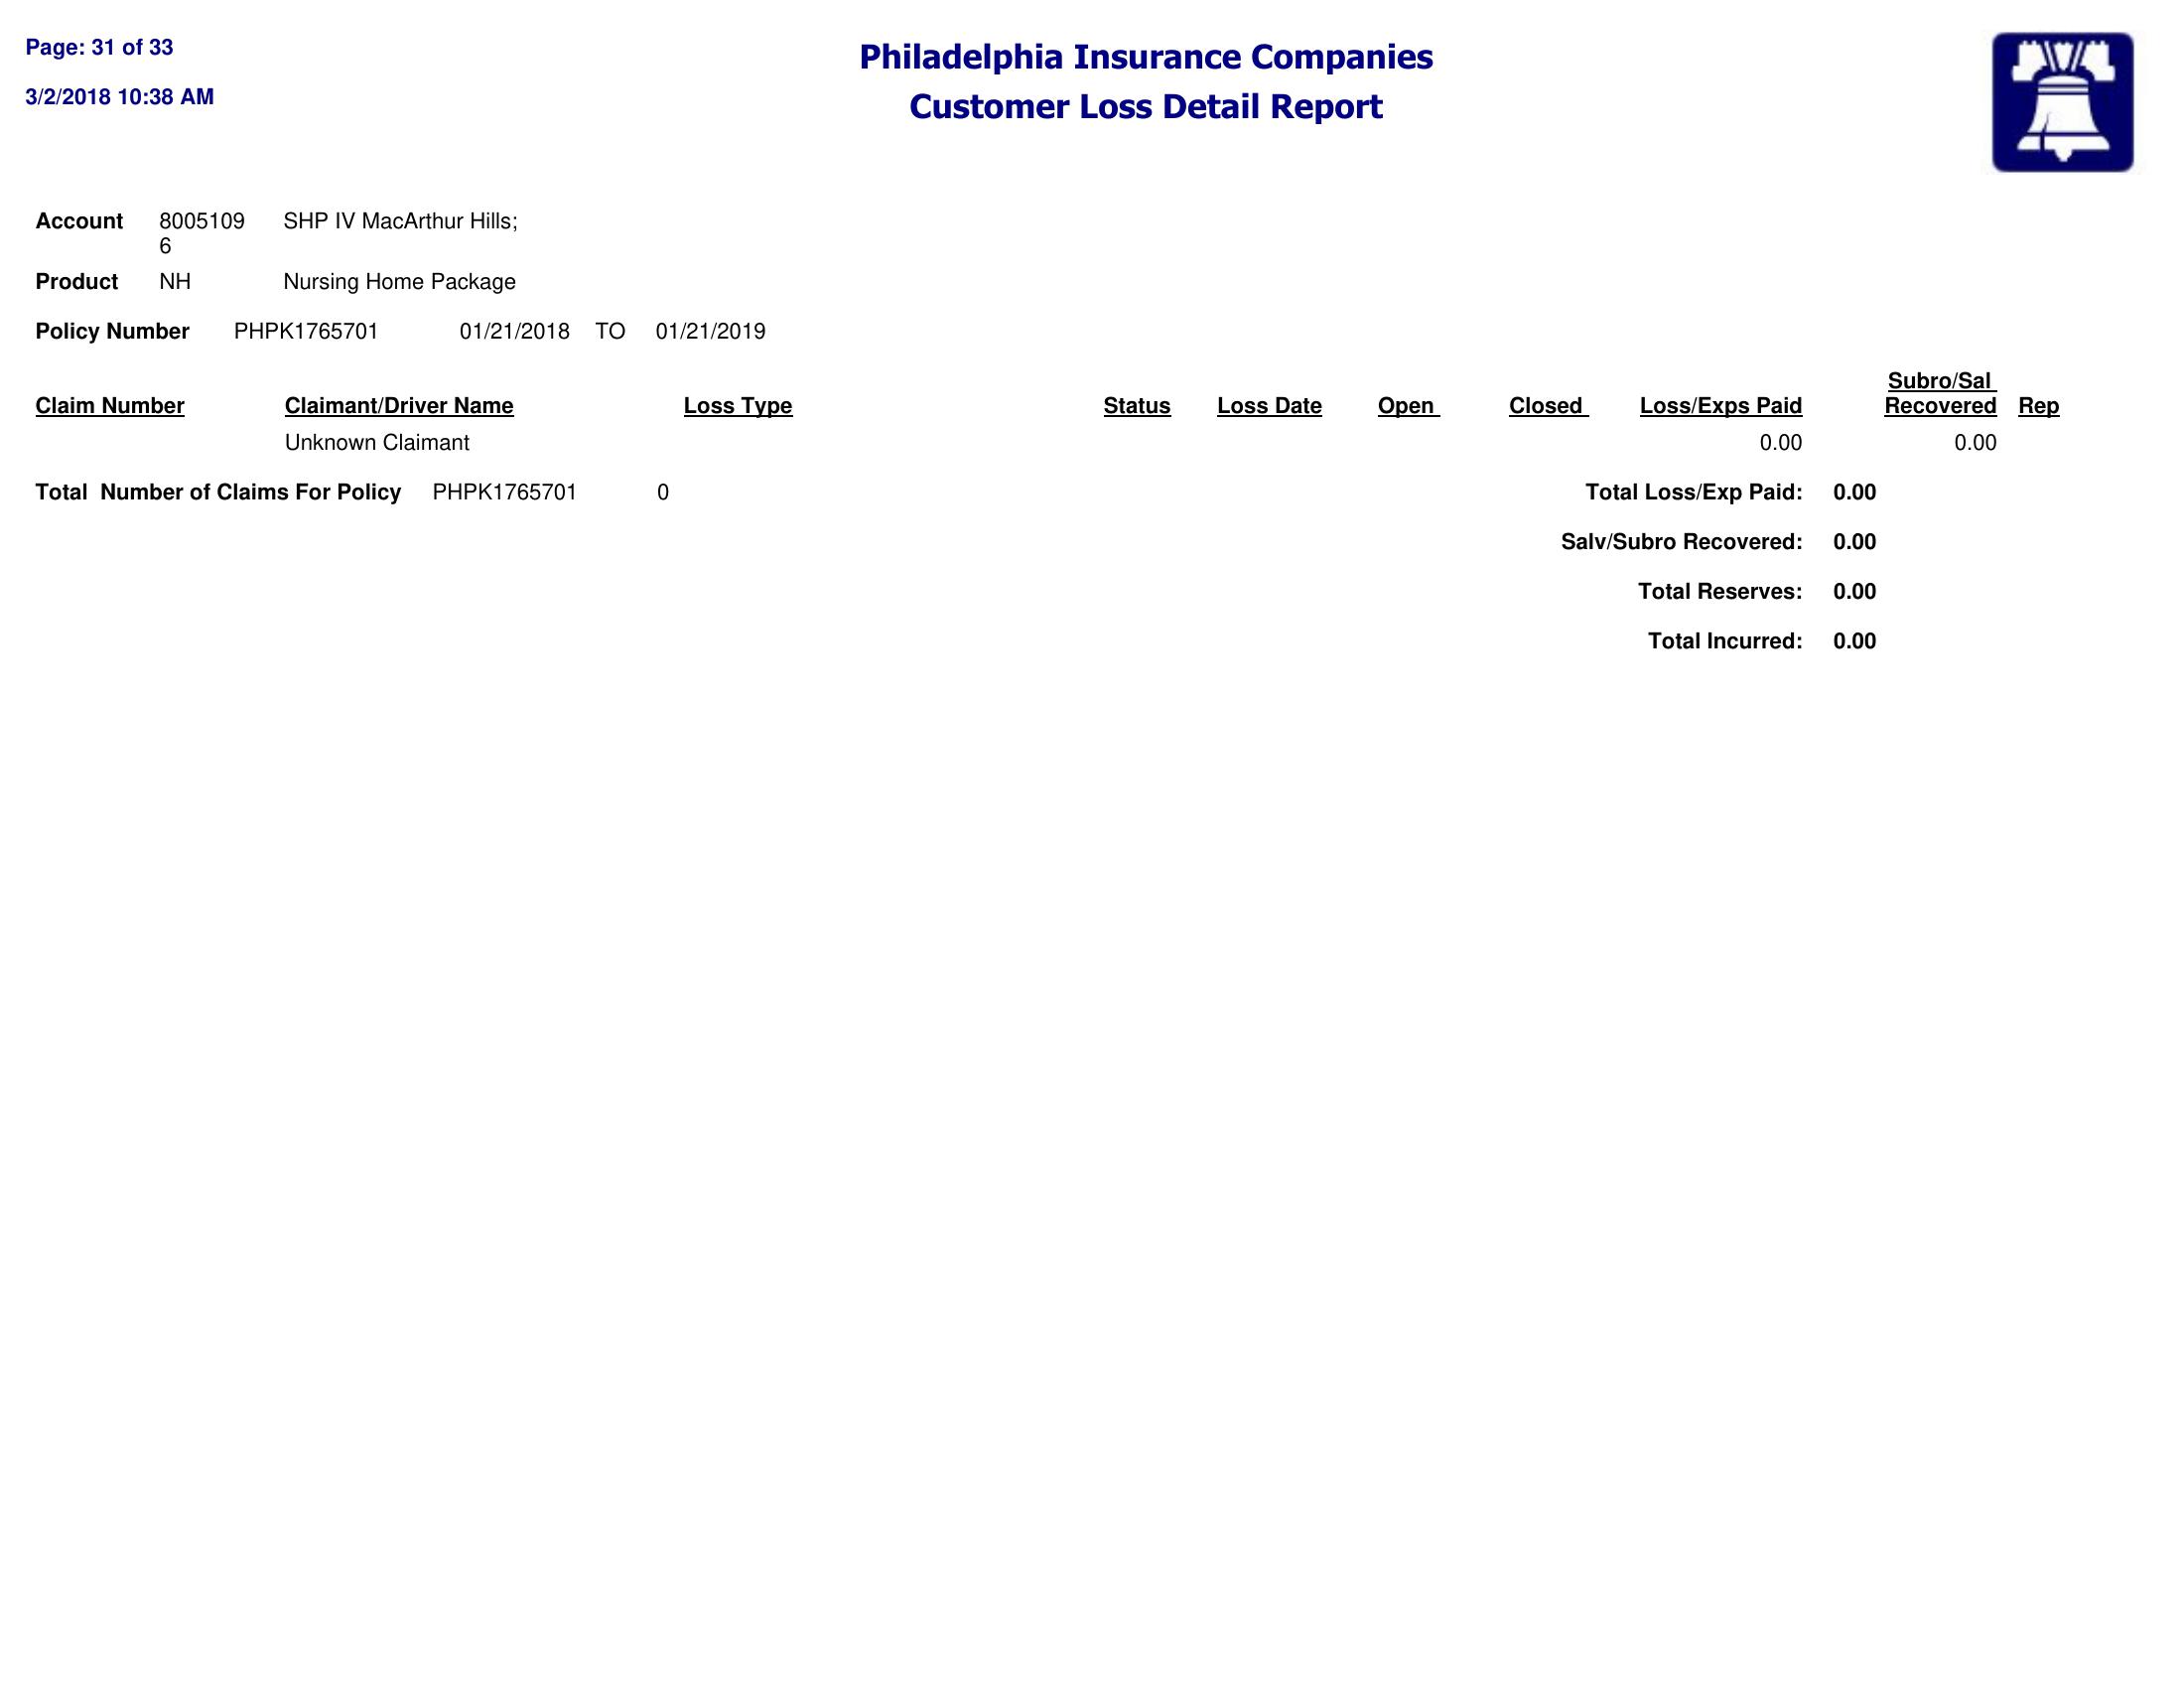 Page: 31 of 33
3/2/2018 10:38 AM
Philadelphia Insurance Companies
Customer Loss Detail Report
Account 8005109 SHP IV MacArthur Hills;
6
Product NH Nursing Home Package
Policy Number PHPK1765701 01/21/2018 TO 01/21/2019
Subro/Sal
Claim Number Claimant/Driver Name Loss Type Status Loss Date Open Closed Loss/Exps Paid Recovered Rep
Unknown Claimant 0.00 0.00
Total Number of Claims For Policy PHPK1765701 0 Total Loss/Exp Paid: 0.00
Salv/Subro Recovered: 0.00
Total Reserves: 0.00
Total Incurred: 0.00